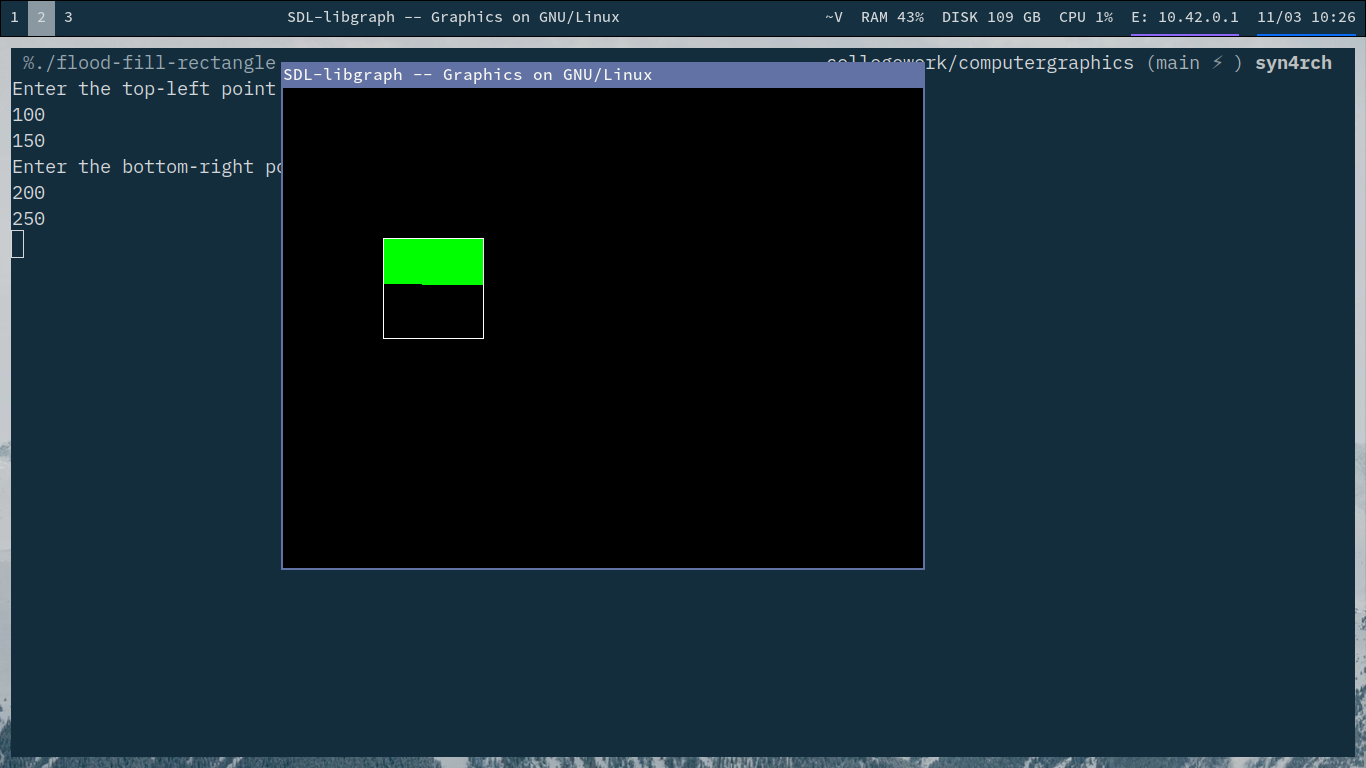 1 2 3 SDL-libgraph -- Graphics on GNU/Linux ~V RAM 43% DISK 109 GB CPU 1% E: 10.42.0.1 11/03 10:26
%./flood-fill-rectangle collegework/computergraphics (main ⚡ ) syn4rch
SDL-libgraph -- Graphics on GNU/Linux
Enter the top-left point
100
150
Enter the bottom-right
200
250